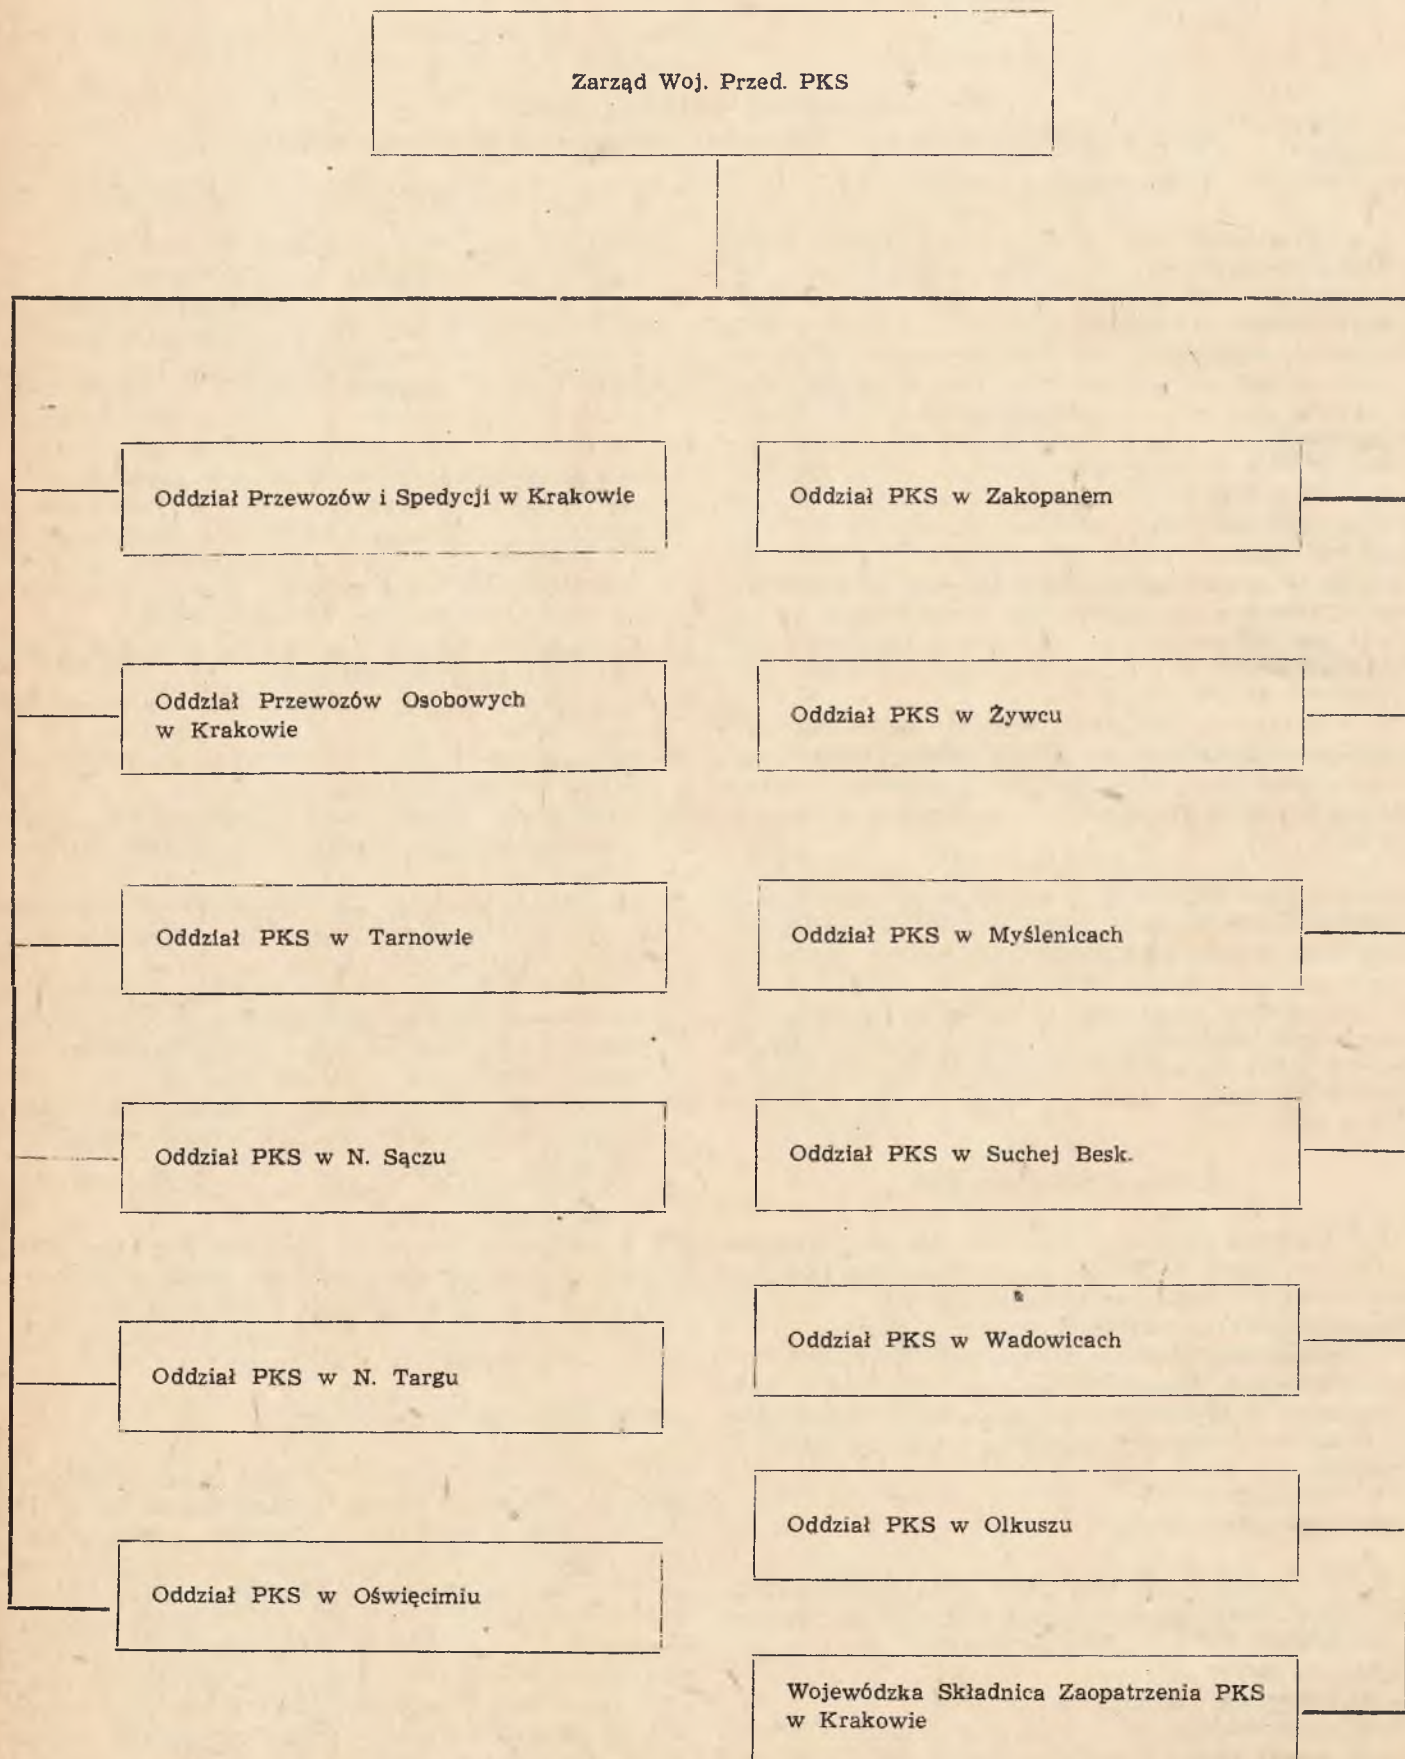 Zarząd Woj. Przed. PKS
Oddział Przewozów i Spedycji w Krakowie
Oddział Przewozów Osobowych
w Krakowie
Oddział PKS w Tarnowie
Oddział PKS w N. Sączu
Oddział PKS w N. Targu
Oddział PKS w Oświęcimiu
Oddział PKS w Zakopanem
Oddział PKS w Żywcu
Oddział PKS w Myślenicach
Oddział PKS w Suchej Besk.
Oddział PKS w Wadowicach
Oddział PKS w Olkuszu
Wojewódzka Składnica Zaopatrzenia PKS
w Krakowie